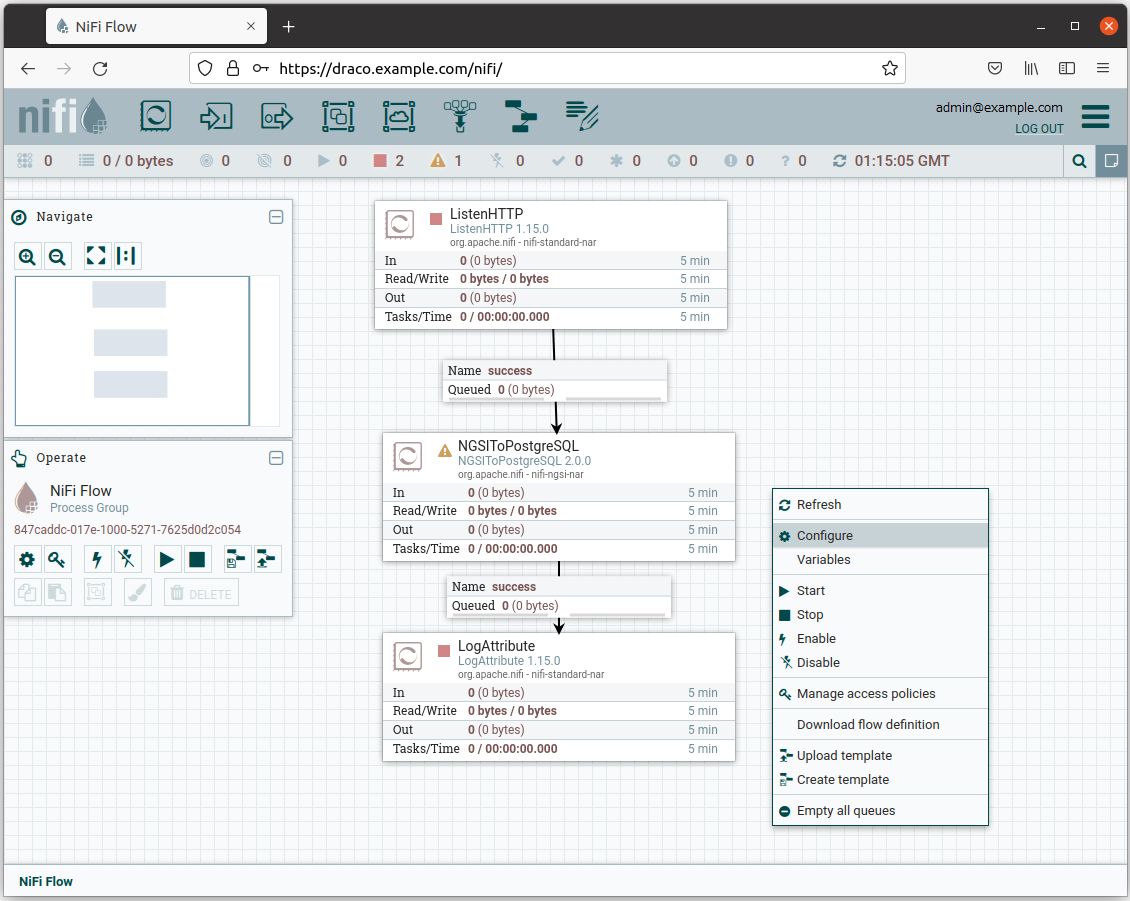 NiFi Flow
https://draco.example.com/nifi/
nifi
admin@example.com
LOG OUT
0 0 / 0 bytes 0 0 0 2 1 0 0 0 0 0 ? 0 01:15:05 GMT
Navigate
Operate
NiFi Flow
Process Group
847caddc-017e-1000-5271-7625d0d2c054
DELETE
ListenHTTP
ListenHTTP 1.15.0
org.apache.nifi - nifi-standard-nar
In 0 (0 bytes) 5 min
Read/Write 0 bytes / 0 bytes 5 min
Out 0 (0 bytes) 5 min
Tasks/Time 0 / 00:00:00.000 5 min
Name success
Queued 0 (0 bytes)
NGSIToPostgreSQL
NGSIToPostgreSQL 2.0.0
org.apache.nifi - nifi-ngsi-nar
In 0 (0 bytes) 5 min
Read/Write 0 bytes / 0 bytes 5 min
Out 0 (0 bytes) 5 min
Tasks/Time 0 / 00:00:00.000 5 min
Name success
Queued 0 (0 bytes)
LogAttribute
LogAttribute 1.15.0
org.apache.nifi - nifi-standard-nar
In 0 (0 bytes) 5 min
Read/Write 0 bytes / 0 bytes 5 min
Out 0 (0 bytes) 5 min
Tasks/Time 0 / 00:00:00.000 5 min
Refresh
Configure
Variables
Start
Stop
Enable
Disable
Manage access policies
Download flow definition
Upload template
Create template
Empty all queues
NiFi Flow